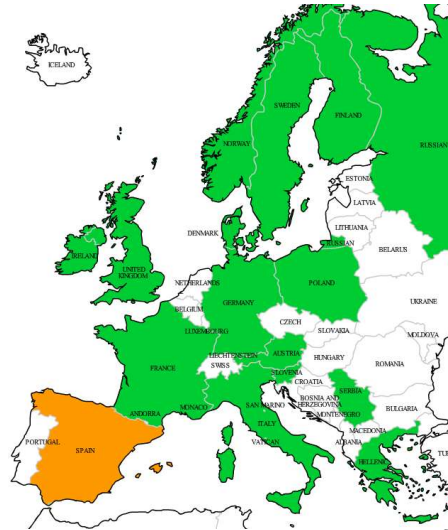 ICELAND
SWEDEN
FINLAND
NORWAY
RUSSIAN
ESTONIA
LATVIA
DENMARK
LITHUANIA
RUSSIAN
BELARUS
IRELAND
UNITED
KINGDOM
NETHERLANDS
POLAND
GERMANY
BELGIUM
UKRAINE
CZECH
LUXEMBOURG
SLOVAKIA
MOLDOVA
LIECHTENSTEIN
AUSTRIA
HUNGARY
SWISS
FRANCE
ROMANIA
SLOVENIA
CROATIA
SERBIA
BOSNIA AND
HERZEGOVINA
MONACO
SAN MARINO
ANDORRA
MONTENEGRO
BULGARIA
ITALY
MACEDONIA
PORTUGAL
VATICAN
ALBANIA
SPAIN
HELLENIC
TU